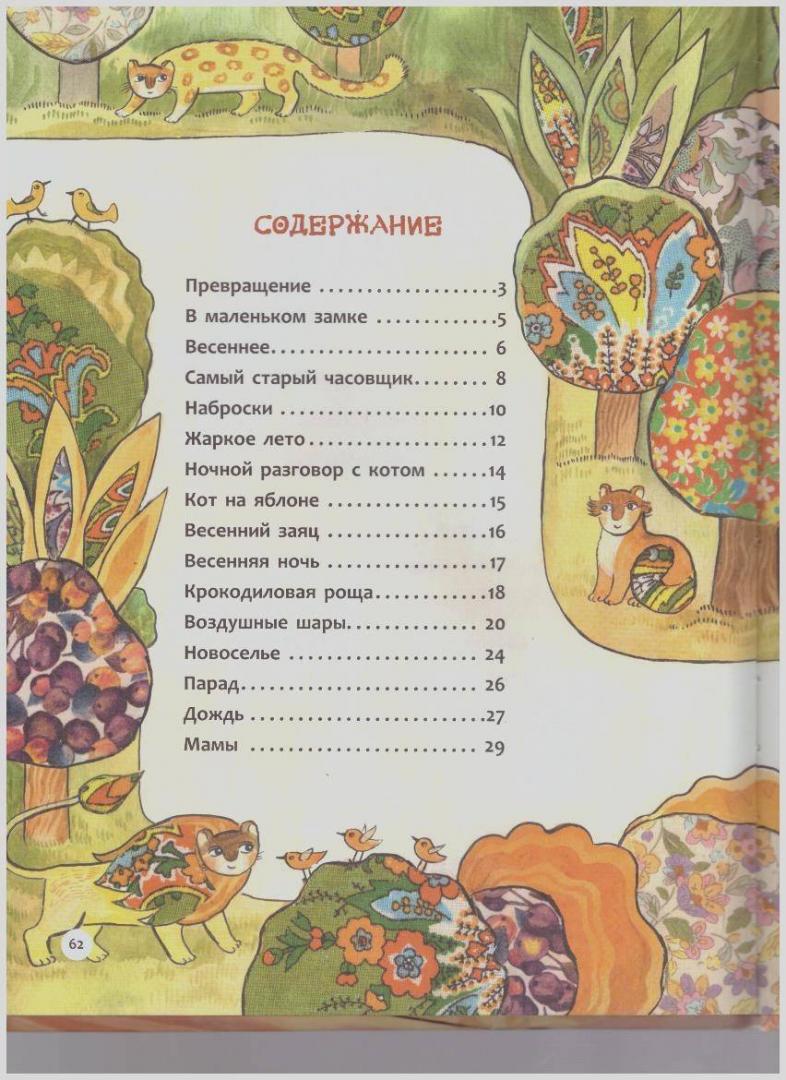 СОДЕРЖАНИЕ
Превращение ..................3
В маленьком замке ............5
Весеннее....................... 6
Самый старый часовщик........ 8
Наброски ......................10
Жаркое лето...................12
Ночной разговор с котом ......14
Кот на яблоне .................15
Весенний заяц .................16
Весенняя ночь .................17
Крокодиловая роща............18
Воздушные шары.............. 20
Новоселье .................... 24
Парад......................... 26
Дождь .........................27
Мамы ........................ 29
62